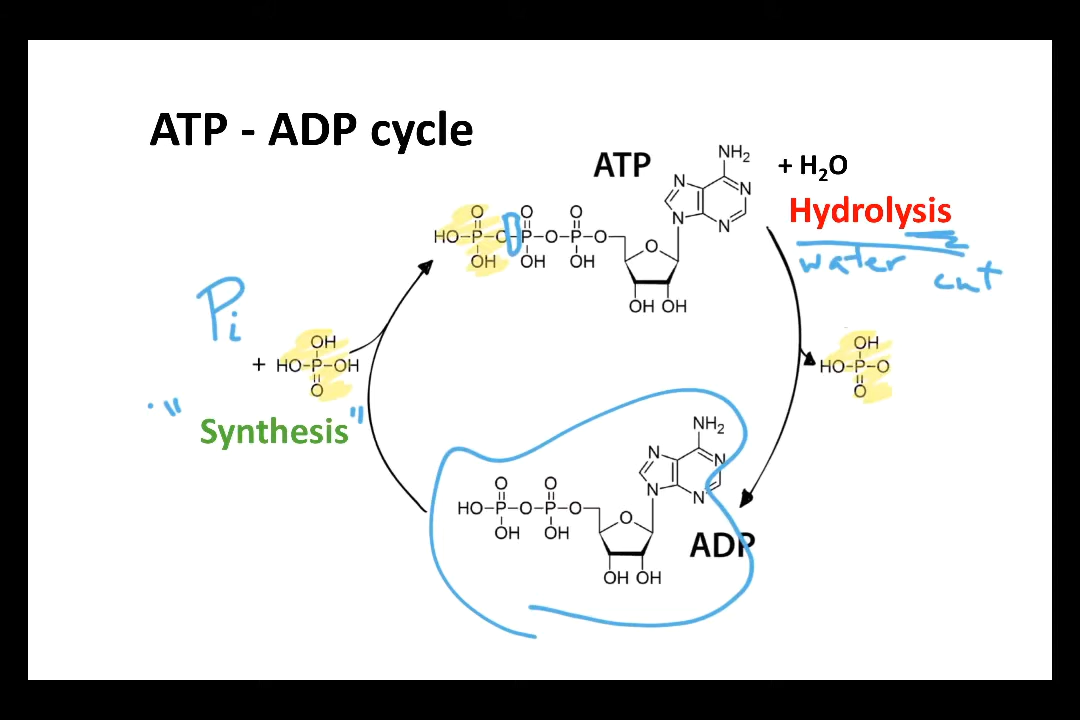 ATP - ADP cycle
ATP
+ H₂O
Hydrolysis
water cut
NH₂
N N
N N
O O O
HO-P-O-P-O-P-O
OH OH OH
O
OH OH
Pi
OH
+ HO-P-OH
O
"Synthesis"
OH
HO-P-O
O
NH₂
N N
N N
O O
HO-P-O-P-O
OH OH
O
ADP
OH OH